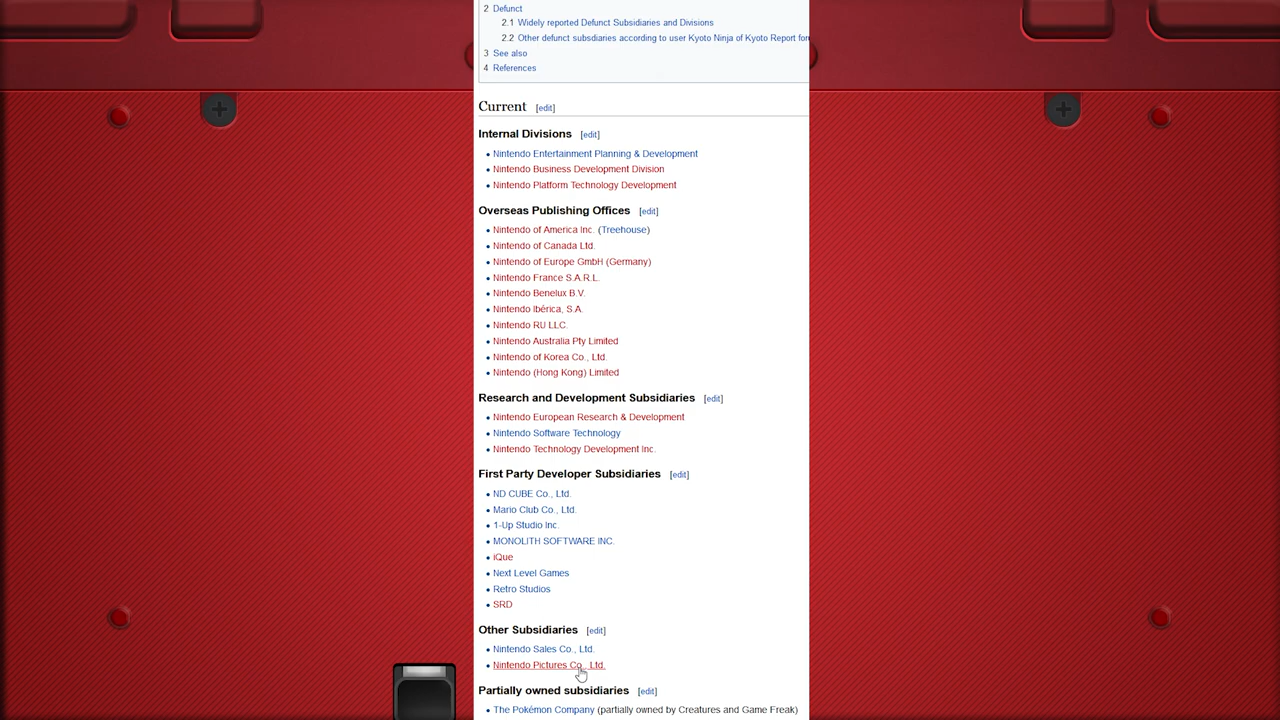 2 Defunct
2.1 Widely reported Defunct Subsidiaries and Divisions
2.2 Other defunct subsdiaries according to user Kyoto Ninja of Kyoto Report
3 See also
4 References
Current [edit]
Internal Divisions [edit]
• Nintendo Entertainment Planning & Development
• Nintendo Business Development Division
• Nintendo Platform Technology Development
Overseas Publishing Offices [edit]
• Nintendo of America Inc. (Treehouse)
• Nintendo of Canada Ltd.
• Nintendo of Europe GmbH (Germany)
• Nintendo France S.A.R.L.
• Nintendo Benelux B.V.
• Nintendo Ibérica, S.A.
• Nintendo RU LLC.
• Nintendo Australia Pty Limited
• Nintendo of Korea Co., Ltd.
• Nintendo (Hong Kong) Limited
Research and Development Subsidiaries [edit]
• Nintendo European Research & Development
• Nintendo Software Technology
• Nintendo Technology Development Inc.
First Party Developer Subsidiaries [edit]
• ND CUBE Co., Ltd.
• Mario Club Co., Ltd.
• 1-Up Studio Inc.
• MONOLITH SOFTWARE INC.
• iQue
• Next Level Games
• Retro Studios
• SRD
Other Subsidiaries [edit]
• Nintendo Sales Co., Ltd.
• Nintendo Pictures Co., Ltd.
Partially owned subsidiaries [edit]
• The Pokémon Company (partially owned by Creatures and Game Freak)